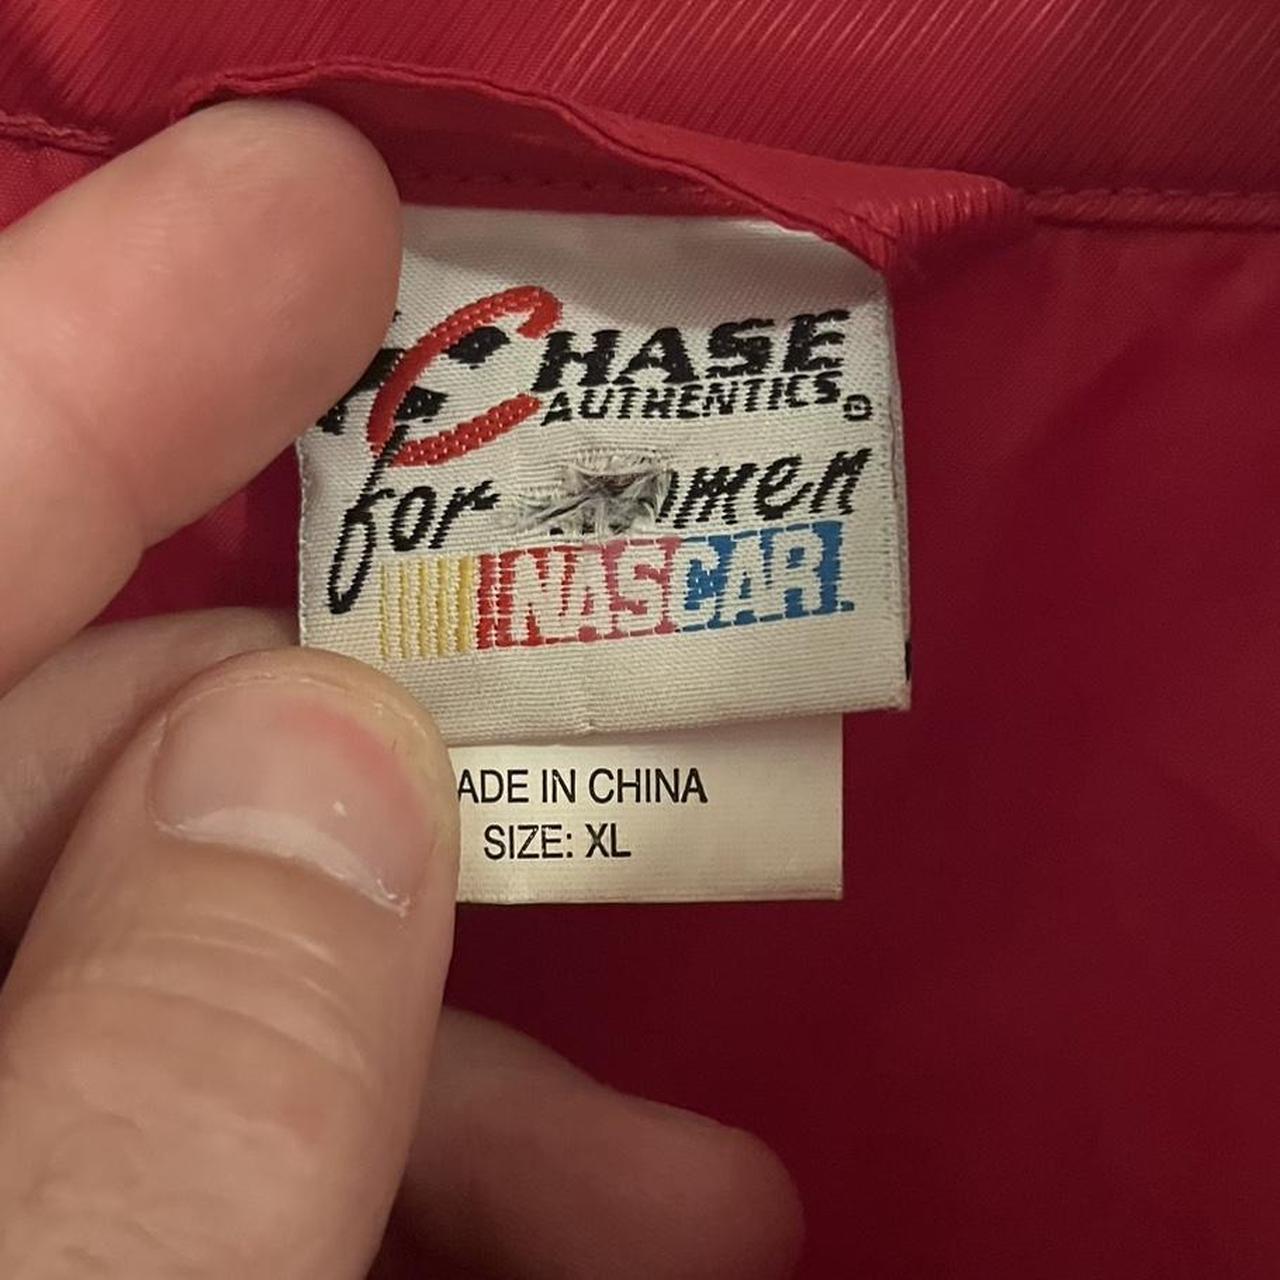 CHASE
AUTHENTICS®
for omen
NASCAR.
ADE IN CHINA
SIZE: XL